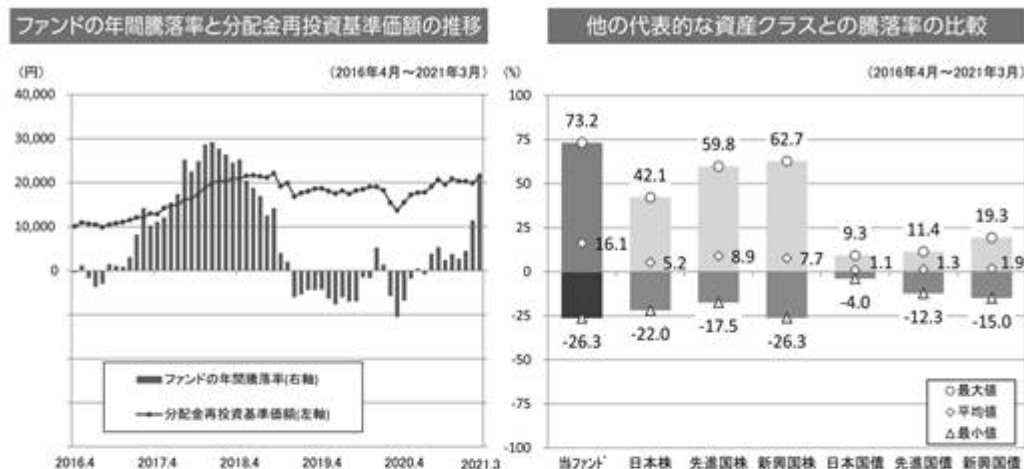 ファンドの年間騰落率と分配金再投資基準価額の推移
(円)
(2016年4月～2021年3月)
40,000
30,000
20,000
10,000
0
ファンドの年間騰落率(右軸)
分配金再投資基準価額(左軸)
2016.4
2017.4
2018.4
2019.4
2020.4
2021.3
他の代表的な資産クラスとの騰落率の比較
(%)
(2016年4月～2021年3月)
100
75
50
25
0
-25
-50
-75
-100
73.2
42.1
59.8
62.7
9.3
11.4
19.3
16.1
5.2
8.9
7.7
1.1
1.3
1.9
-26.3
-22.0
-17.5
-26.3
-4.0
-12.3
-15.0
最大値
平均値
最小値
当ファンド
日本株
先進国株
新興国株
日本国債
先進国債
新興国債